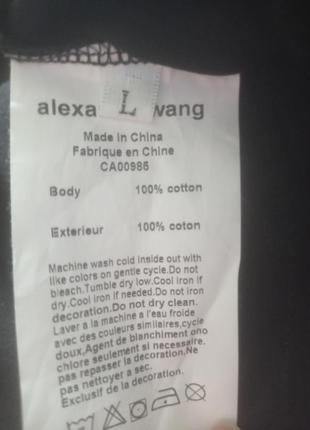 alexa L wang
Made in China
Fabrique en Chine
CA00985
Body 100% cotton
Exterieur 100% coton
Machine wash cold inside out with
like colors on gentle cycle.Do not
bleach.Tumble dry low.Cool iron if
dry.Cool iron if needed.Do not iron
decoration.Do not dry clean.
Laver a la machine a l'eau froide
avec des couleurs similaires,cycle
doux,Agent de blanchiment ono
chlore seulement si necessaire.
pas repasser la decoration,Ne
pas nettoyer a sec.
Exclusif de la decoration.